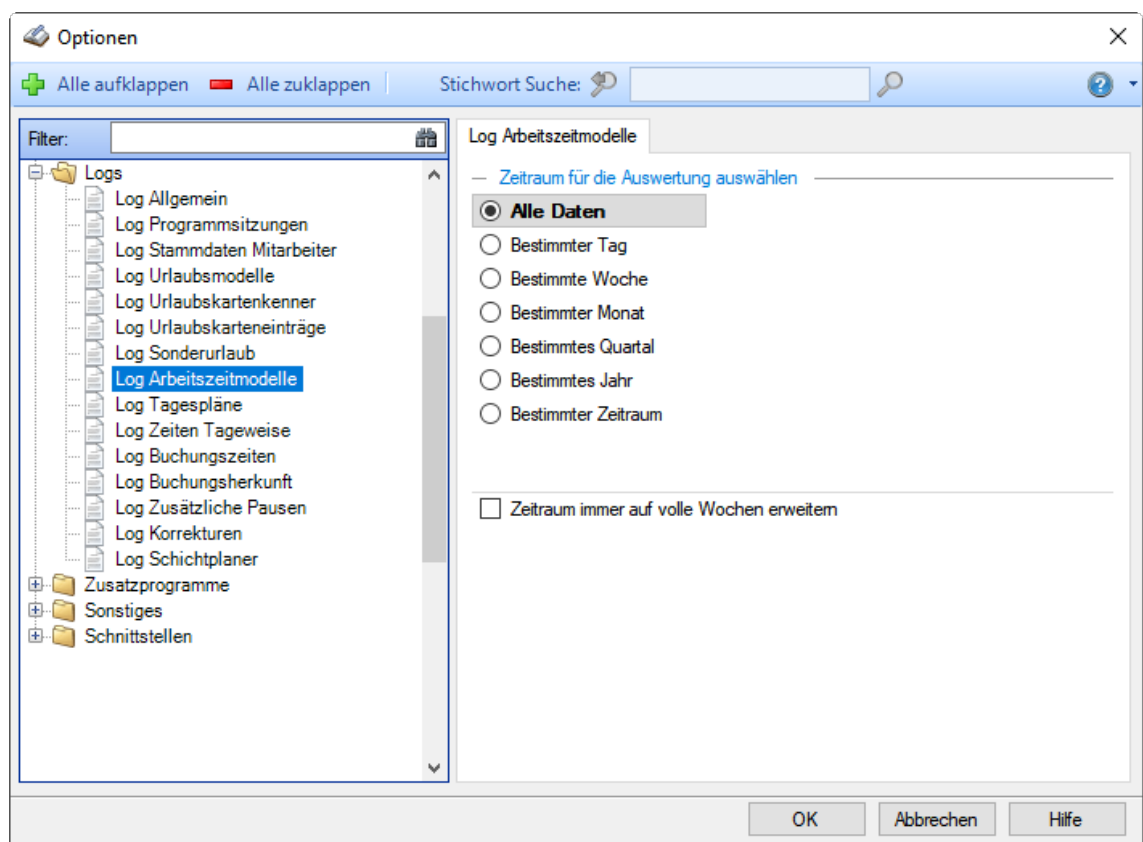 Optionen
Alle aufklappen Alle zuklappen Stichwort Suche:
Filter:
Logs
Log Allgemein
Log Programmsitzungen
Log Stammdaten Mitarbeiter
Log Urlaubsmodelle
Log Urlaubskartenkenner
Log Urlaubskarteneinträge
Log Sonderurlaub
Log Arbeitszeitmodelle
Log Tagespläne
Log Zeiten Tageweise
Log Buchungszeiten
Log Buchungsherkunft
Log Zusätzliche Pausen
Log Korrekturen
Log Schichtplaner
Zusatzprogramme
Sonstiges
Schnittstellen
Log Arbeitszeitmodelle
Zeitraum für die Auswertung auswählen
Alle Daten
Bestimmter Tag
Bestimmte Woche
Bestimmter Monat
Bestimmtes Quartal
Bestimmtes Jahr
Bestimmter Zeitraum
Zeitraum immer auf volle Wochen erweitern
OK Abbrechen Hilfe